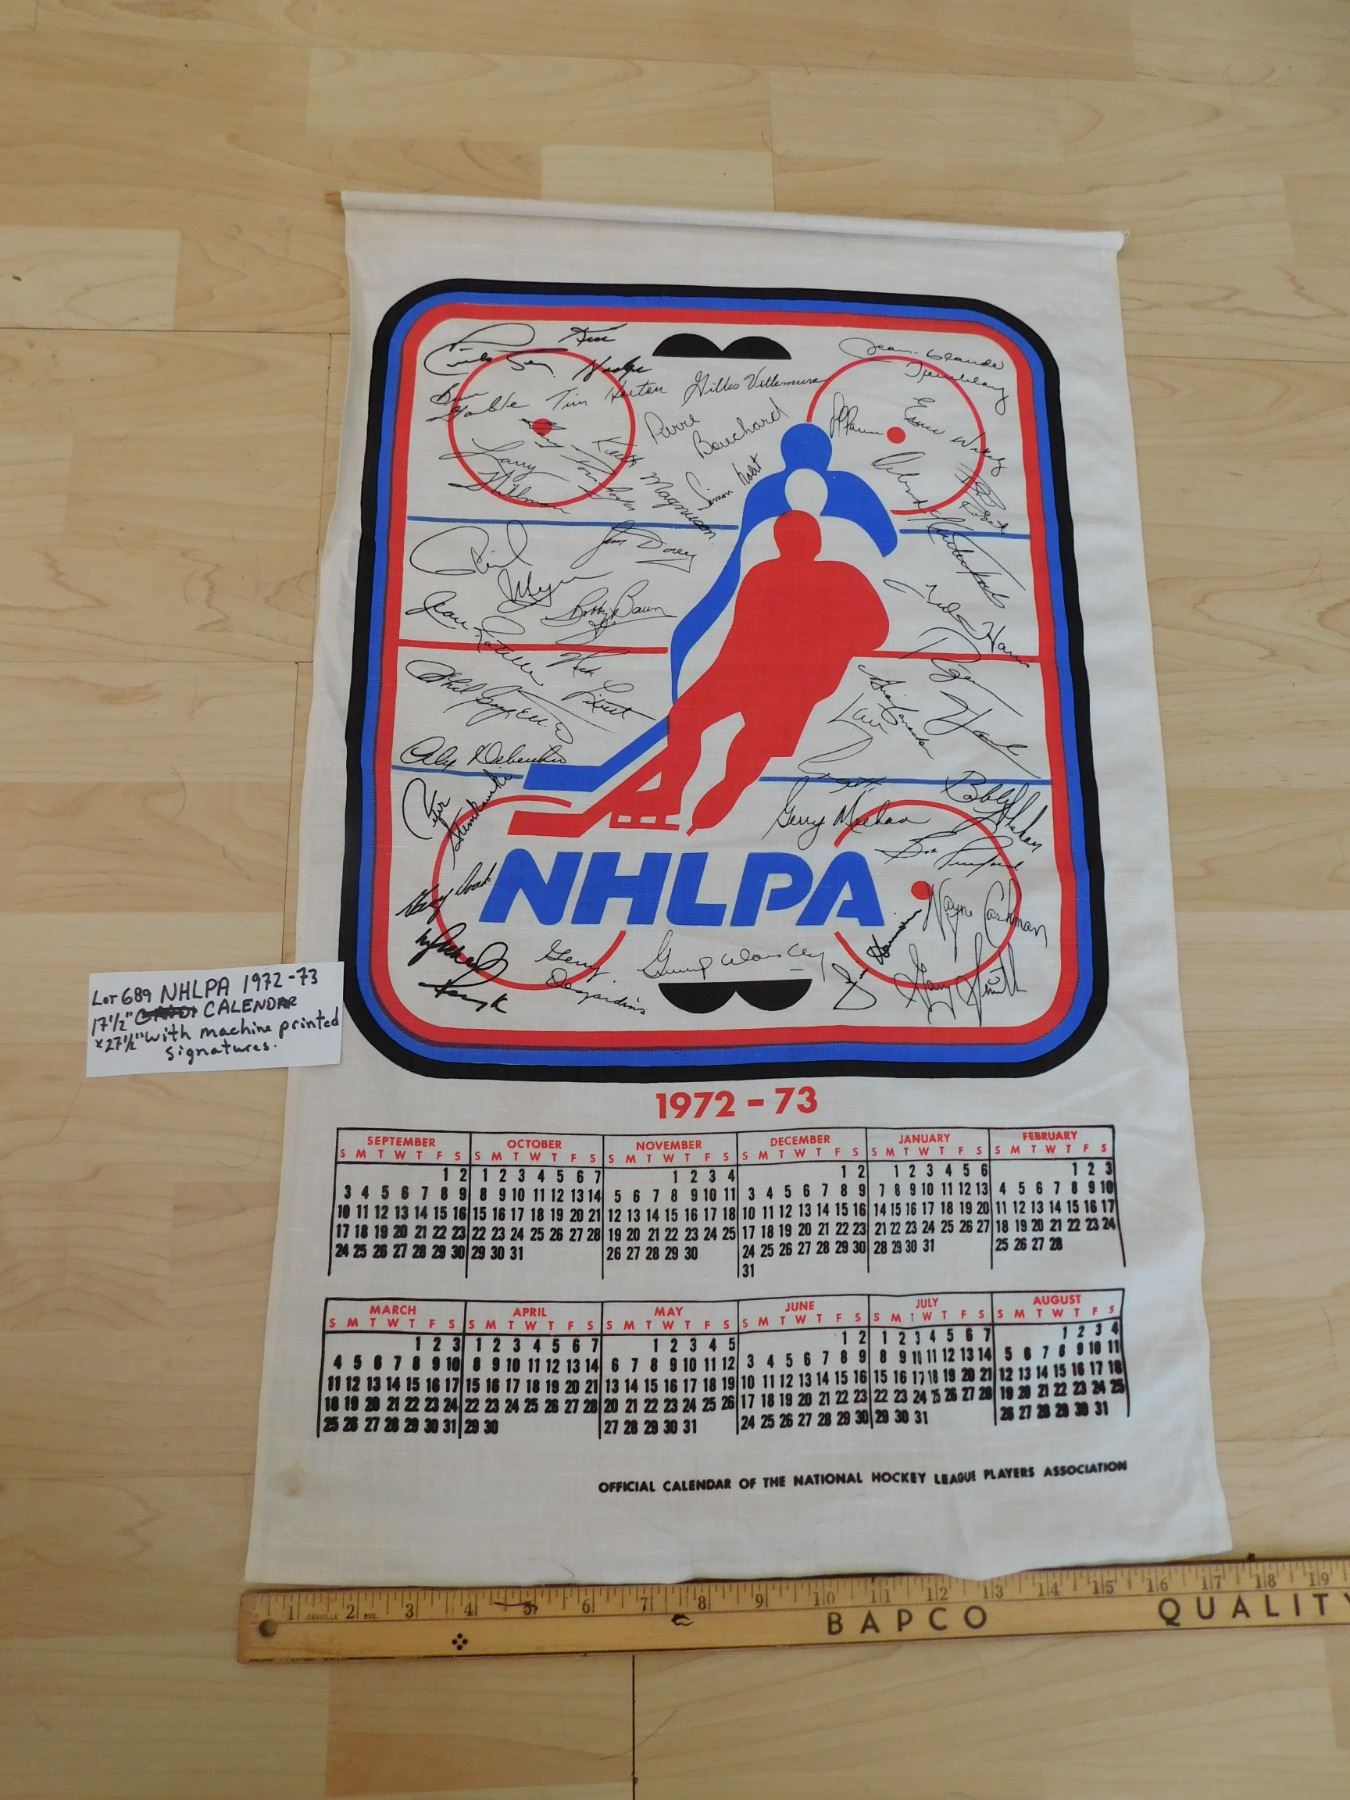 Tim Horton
Gilles Villemure
Jean-Claude
Tremblay
Pierre
Bouchard
Keith
Magnuson
Simon Nolet
Larry
Hillman
Jim Dorey
Bobby Baun
Jean Ratelle
Ted Harris
Phil Esposito
Alex Delvecchio
Gerry Meehan
NHLPA
Wayne Cashman
Gerry
Desjardins
Gump Worsley
Gary Smith
Lot 689 NHLPA 1972-73
17½" CALENDAR
x27½" with machine printed
signatures.
1972 - 73
SEPTEMBER OCTOBER NOVEMBER DECEMBER JANUARY FEBRUARY
S M T W T F S S M T W T F S S M T W T F S S M T W T F S S M T W T F S S M T W T F S
1 2 1 2 3 4 5 6 7 1 2 3 4 1 2 1 2 3 4 5 6 1 2 3
3 4 5 6 7 8 9 8 9 10 11 12 13 14 5 6 7 8 9 10 11 3 4 5 6 7 8 9 7 8 9 10 11 12 13 4 5 6 7 8 9 10
10 11 12 13 14 15 16 15 16 17 18 19 20 21 12 13 14 15 16 17 18 10 11 12 13 14 15 16 14 15 16 17 18 19 20 11 12 13 14 15 16 17
17 18 19 20 21 22 23 22 23 24 25 26 27 28 19 20 21 22 23 24 25 17 18 19 20 21 22 23 21 22 23 24 25 26 27 18 19 20 21 22 23 24
24 25 26 27 28 29 30 29 30 31 26 27 28 29 30 24 25 26 27 28 29 30 28 29 30 31 25 26 27 28
31
MARCH APRIL MAY JUNE JULY AUGUST
S M T W T F S S M T W T F S S M T W T F S S M T W T F S S M T W T F S S M T W T F S
1 2 3 1 2 3 4 5 6 7 1 2 3 4 5 1 2 1 2 3 4 5 6 7 1 2 3 4
4 5 6 7 8 9 10 8 9 10 11 12 13 14 6 7 8 9 10 11 12 3 4 5 6 7 8 9 8 9 10 11 12 13 14 5 6 7 8 9 10 11
11 12 13 14 15 16 17 15 16 17 18 19 20 21 13 14 15 16 17 18 19 10 11 12 13 14 15 16 15 16 17 18 19 20 21 12 13 14 15 16 17 18
18 19 20 21 22 23 24 22 23 24 25 26 27 28 20 21 22 23 24 25 26 17 18 19 20 21 22 23 22 23 24 25 26 27 28 19 20 21 22 23 24 25
25 26 27 28 29 30 31 29 30 27 28 29 30 31 24 25 26 27 28 29 30 29 30 31 26 27 28 29 30 31
OFFICIAL CALENDAR OF THE NATIONAL HOCKEY LEAGUE PLAYERS ASSOCIATION
1 2 3 4 5 6 7 8 9 10 11 12 13 14 15 16 17 18 19
BAPCO QUALITY